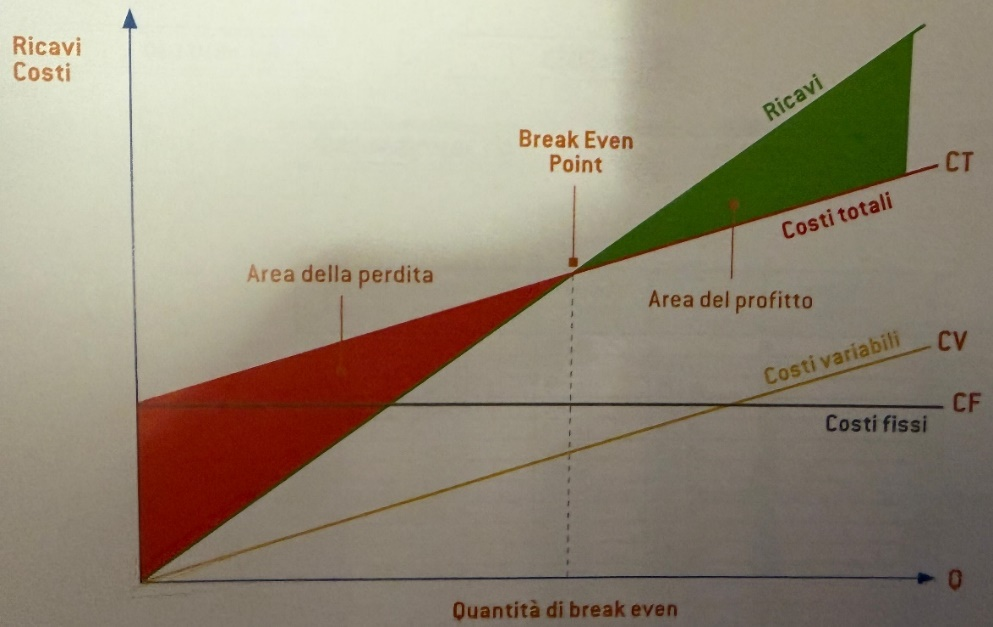 Ricavi
Costi
Ricavi
Break Even
Point
CT
Costi totali
Area della perdita
Area del profitto
Costi variabili
CV
CF
Costi fissi
Q
Quantità di break even